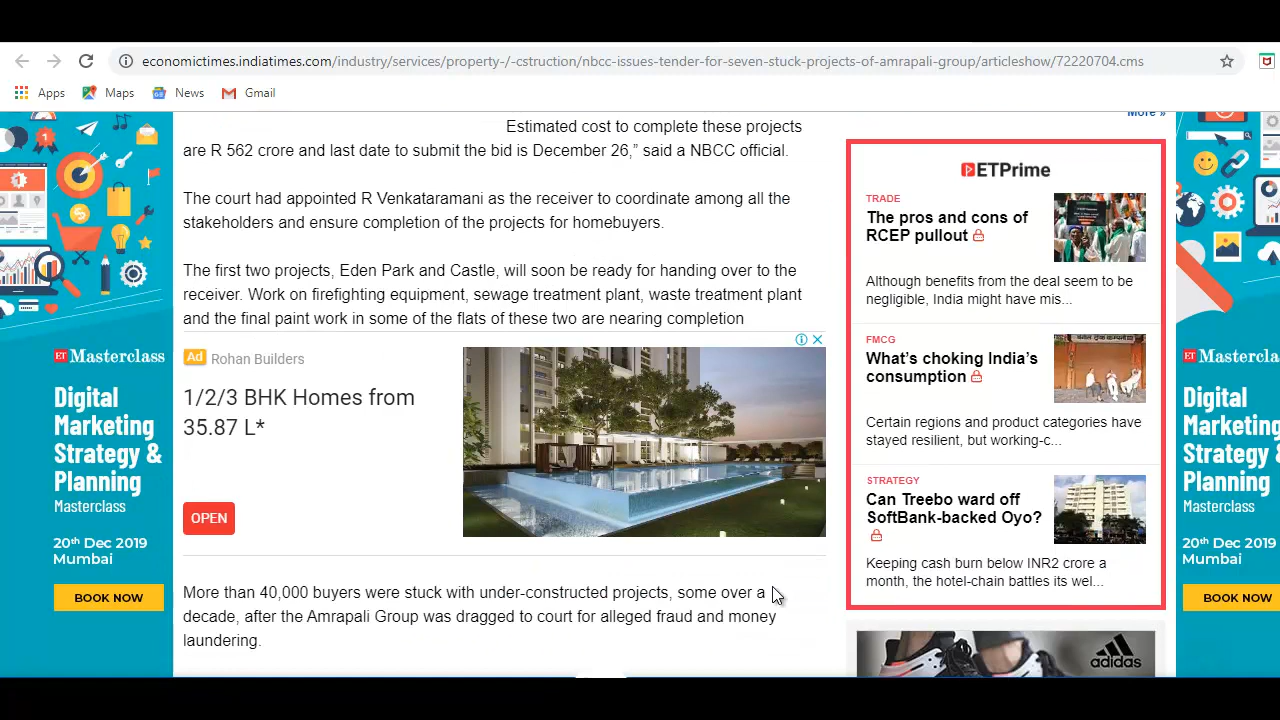 economictimes.indiatimes.com/industry/services/property-/-cstruction/nbcc-issues-tender-for-seven-stuck-projects-of-amrapali-group/articleshow/72220704.cms
Apps
Maps
News
Gmail
Estimated cost to complete these projects
are R 562 crore and last date to submit the bid is December 26,” said a NBCC official.
The court had appointed R Venkataramani as the receiver to coordinate among all the
stakeholders and ensure completion of the projects for homebuyers.
The first two projects, Eden Park and Castle, will soon be ready for handing over to the
receiver. Work on firefighting equipment, sewage treatment plant, waste treatment plant
and the final paint work in some of the flats of these two are nearing completion
Ad Rohan Builders
1/2/3 BHK Homes from
35.87 L*
OPEN
More than 40,000 buyers were stuck with under-constructed projects, some over a
decade, after the Amrapali Group was dragged to court for alleged fraud and money
laundering.
More »
ETPrime
TRADE
The pros and cons of
RCEP pullout
Although benefits from the deal seem to be
negligible, India might have mis...
FMCG
What’s choking India’s
consumption
Certain regions and product categories have
stayed resilient, but working-c...
STRATEGY
Can Treebo ward off
SoftBank-backed Oyo?
Keeping cash burn below INR2 crore a
month, the hotel-chain battles its wel...
adidas
ET Masterclass
Digital
Marketing
Strategy &
Planning
Masterclass
20th Dec 2019
Mumbai
BOOK NOW
ET Masterclass
Digital
Marketing
Strategy &
Planning
Masterclass
20th Dec 2019
Mumbai
BOOK NOW